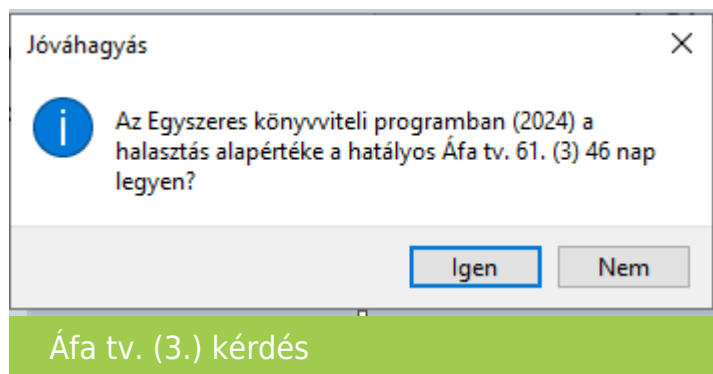 Jóváhagyás
Az Egyszeres könyvviteli programban (2024) a
halasztás alapértéke a hatályos Áfa tv. 61. (3) 46 nap
legyen?
Igen Nem
Áfa tv. (3.) kérdés